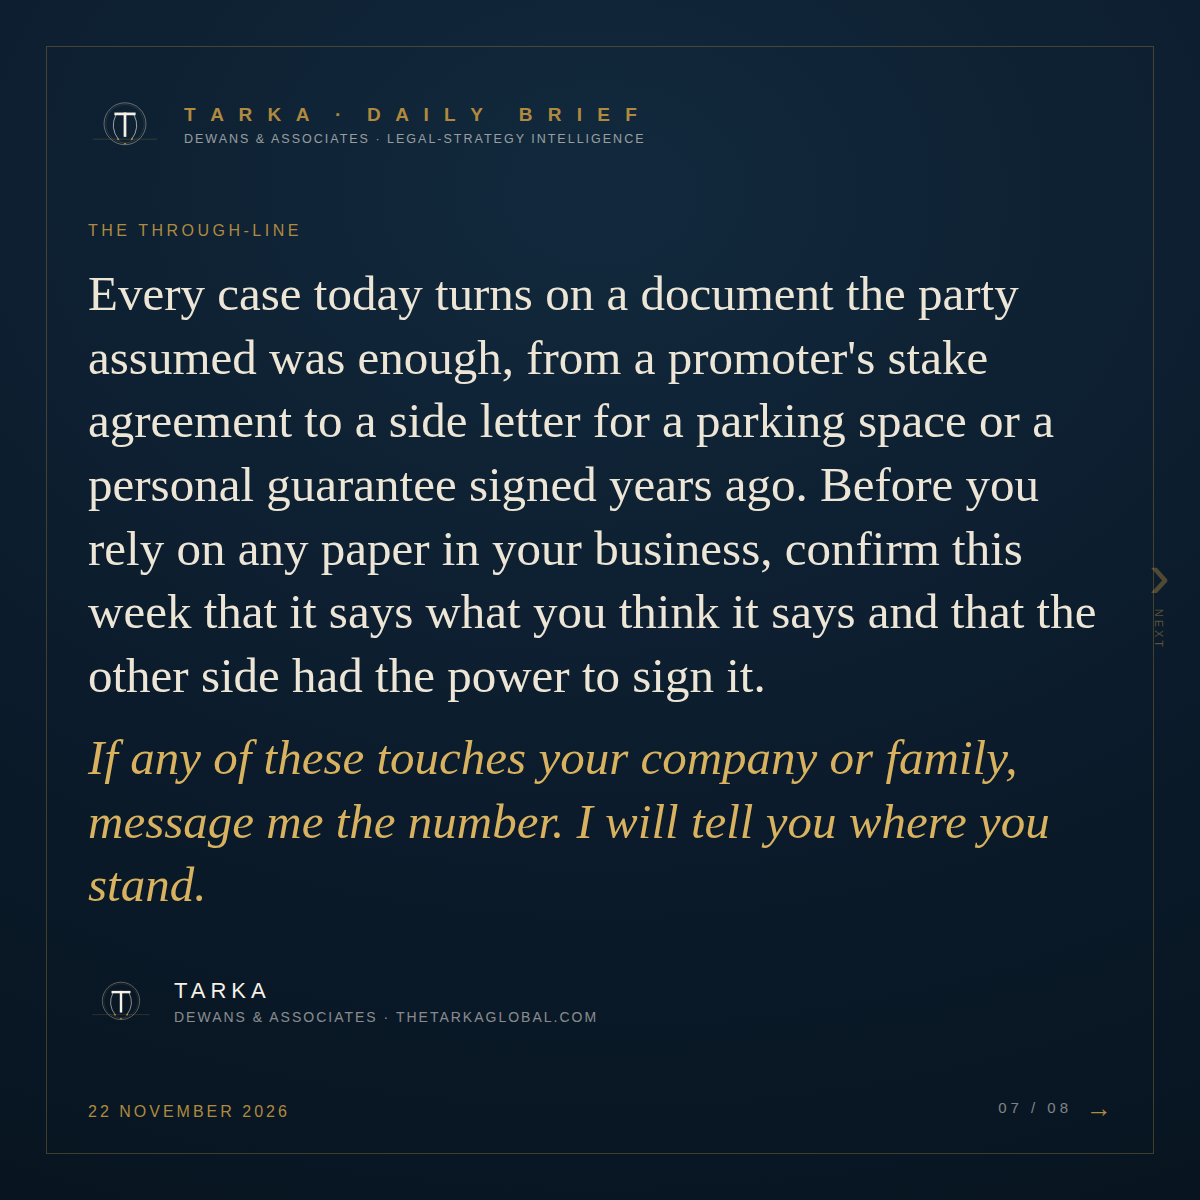 TARKA · DAILY BRIEF
DEWANS & ASSOCIATES · LEGAL-STRATEGY INTELLIGENCE
THE THROUGH-LINE
Every case today turns on a document the party
assumed was enough, from a promoter's stake
agreement to a side letter for a parking space or a
personal guarantee signed years ago. Before you
rely on any paper in your business, confirm this
week that it says what you think it says and that the
other side had the power to sign it.
If any of these touches your company or family,
message me the number. I will tell you where you
stand.
NEXT
TARKA
DEWANS & ASSOCIATES · THETARKAGLOBAL.COM
22 NOVEMBER 2026
07 / 08 →